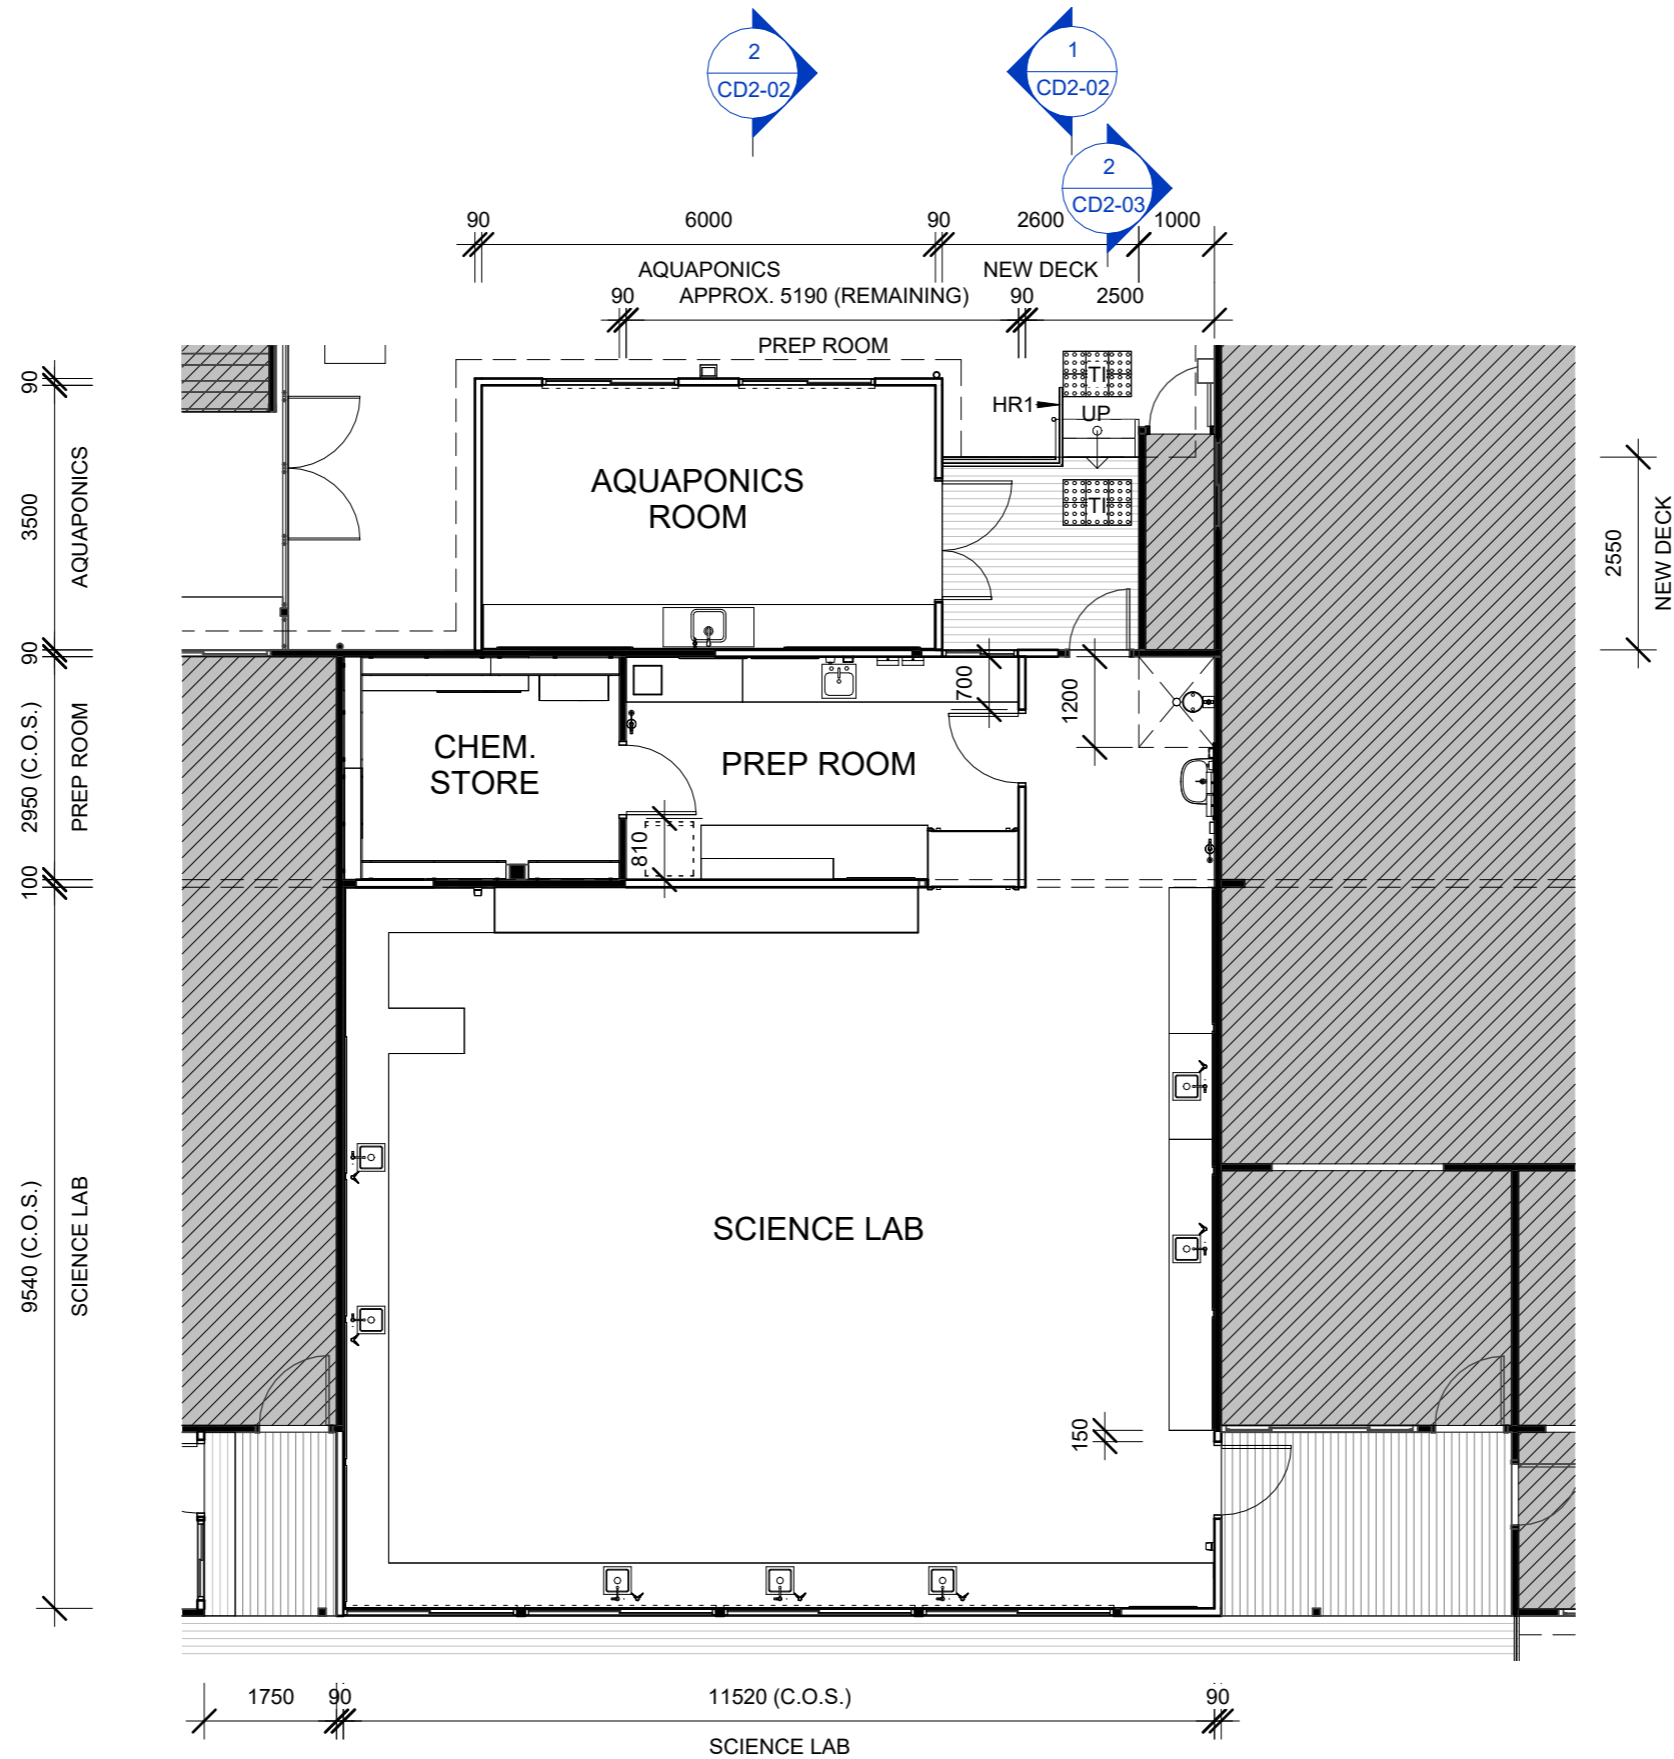 2
CD2-02
1
CD2-02
2
CD2-03
90
6000
90
2600
1000
AQUAPONICS
NEW DECK
90
APPROX. 5190 (REMAINING)
90
2500
PREP ROOM
90
3500
AQUAPONICS
90
2950 (C.O.S.)
PREP ROOM
100
9540 (C.O.S.)
SCIENCE LAB
TI
HR1
UP
TI
AQUAPONICS
ROOM
2550
NEW DECK
700
1200
CHEM.
STORE
PREP ROOM
810
SCIENCE LAB
150
1750
90
11520 (C.O.S.)
90
SCIENCE LAB